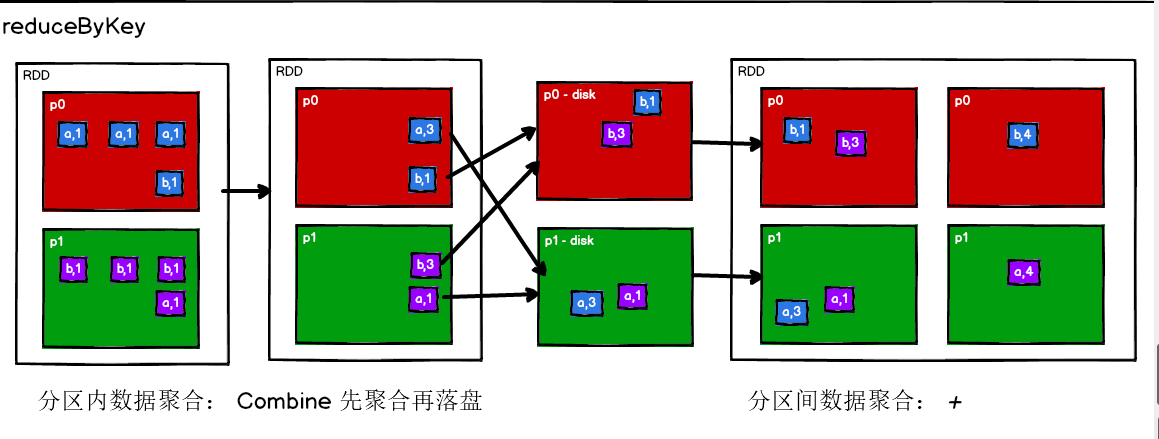 reduceByKey
RDD
p0
a,1 a,1 a,1
b,1
p1
b,1 b,1 b,1
a,1
RDD
p0
a,3
b,1
p1
b,3
a,1
p0 - disk
b,1
b,3
p1 - disk
a,3 a,1
RDD
p0
b,1
b,3
p0
b,4
p1
a,1
a,3
p1
a,4
分区内数据聚合： Combine 先聚合再落盘
分区间数据聚合： +